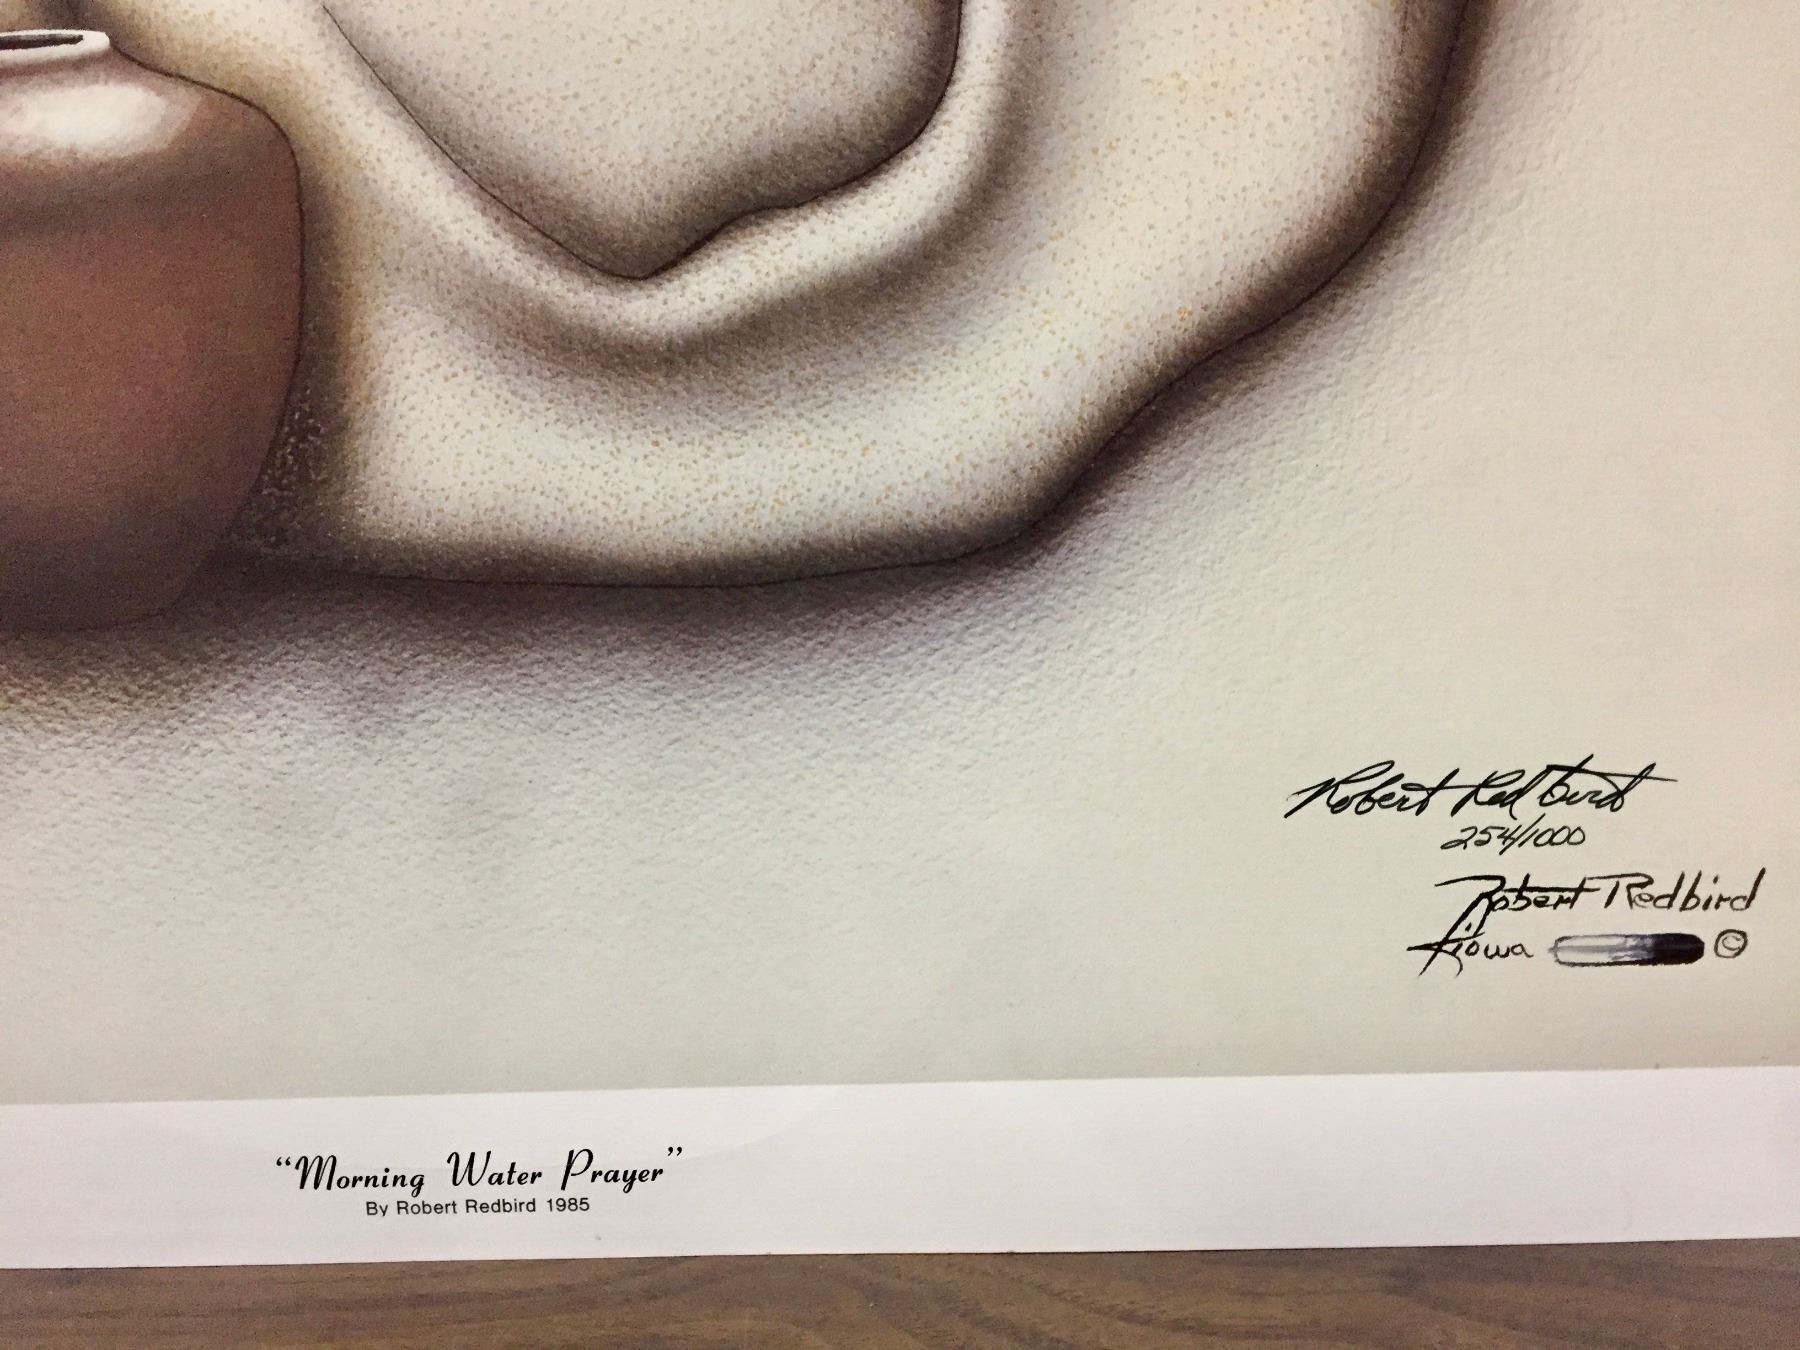 Robert Redbird
254/1000
Robert Redbird
Kiowa ©
“Morning Water Prayer”
By Robert Redbird 1985